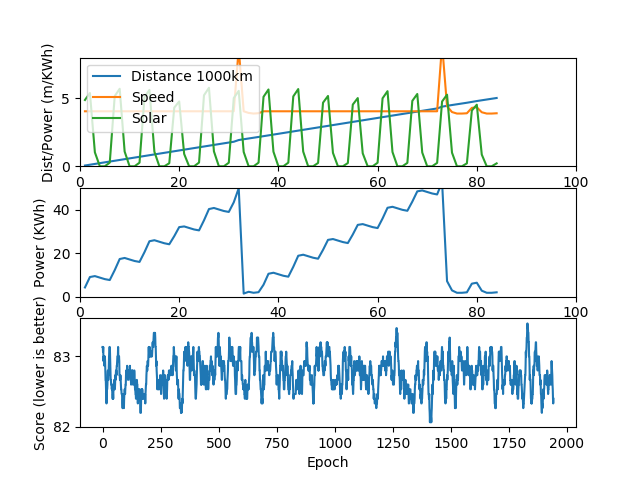 Dist/Power (m/KWh)
5
0
Distance 1000km
Speed
Solar
0 20 40 60 80 100
Power (KWh)
40
20
0
0 20 40 60 80 100
Score (lower is better)
83
82
0 250 500 750 1000 1250 1500 1750 2000
Epoch